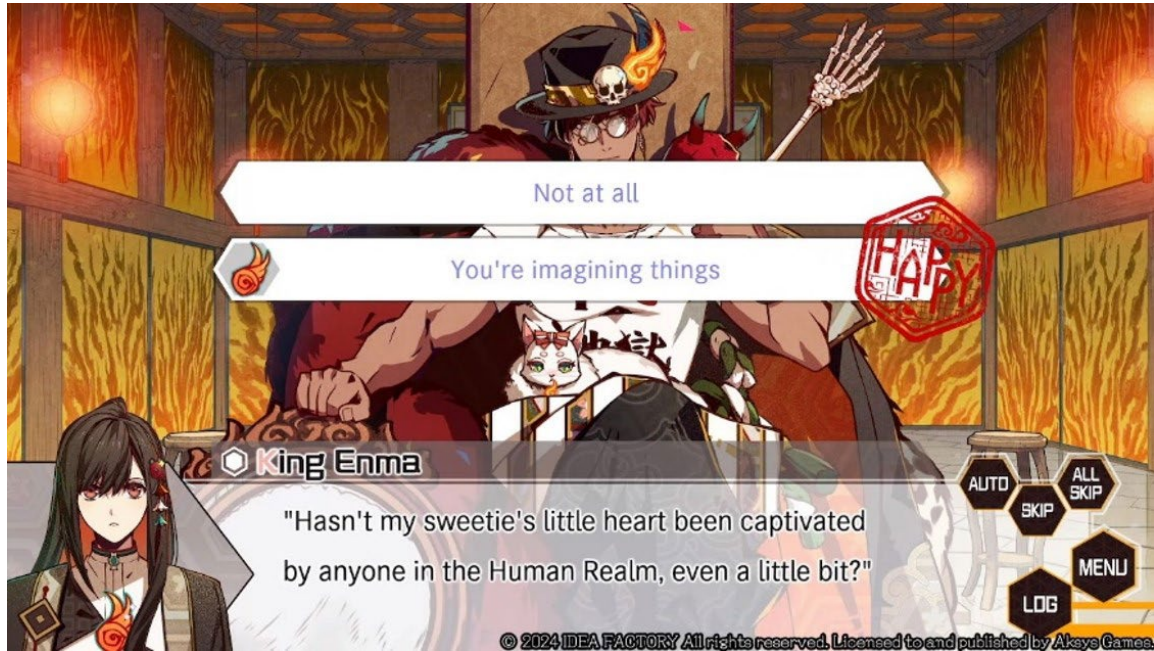 Not at all
You're imagining things
HAPPY
King Enma
"Hasn't my sweetie's little heart been captivated
by anyone in the Human Realm, even a little bit?"
AUTO
SKIP
ALL
SKIP
MENU
LOG
© 2024 IDEA FACTORY All rights reserved. Licensed to and published by Aksys Games.